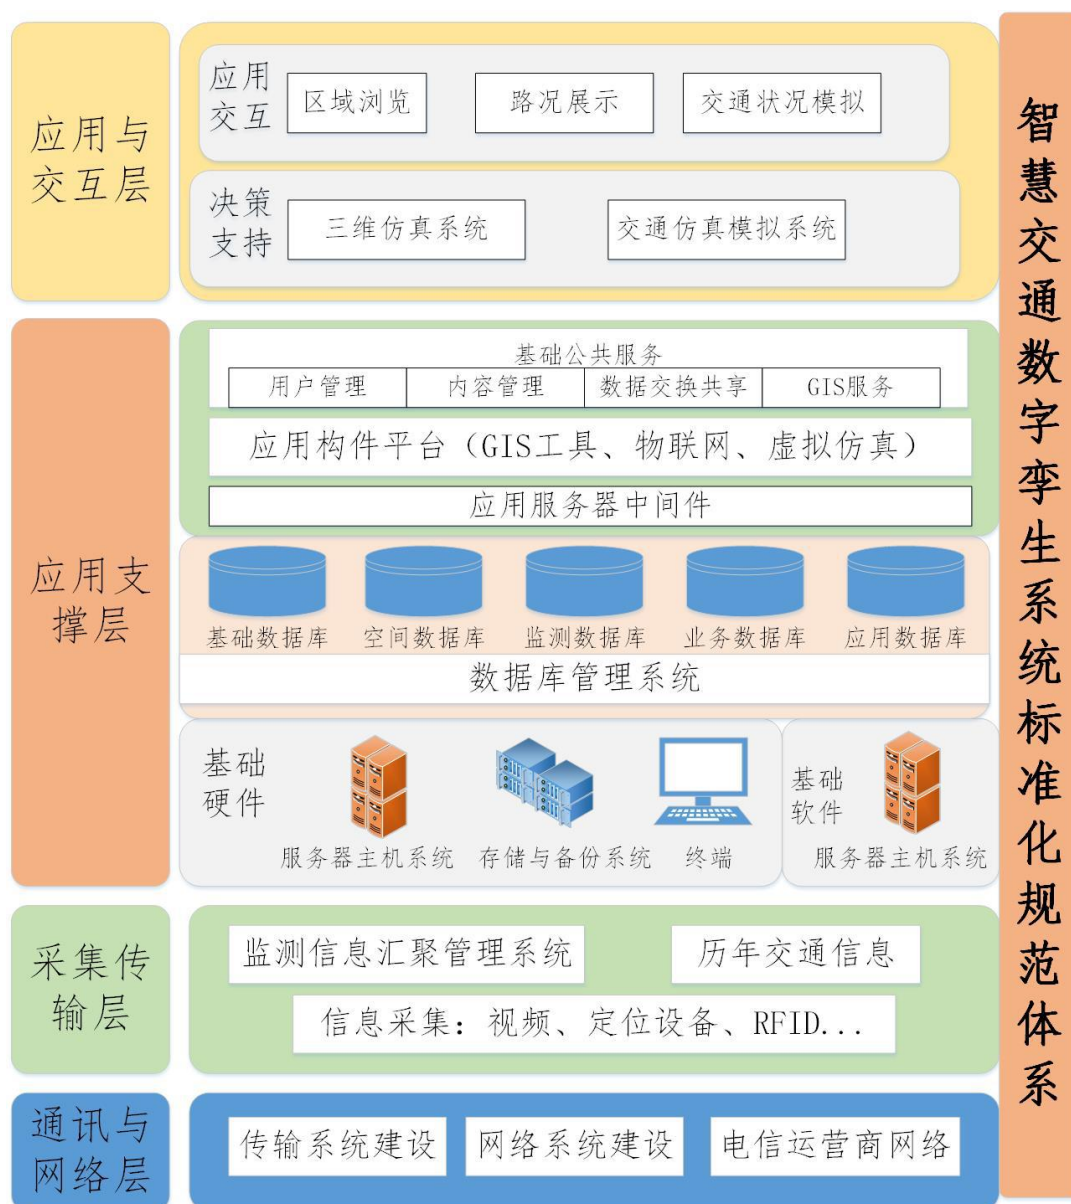 应用与
交互层
应用
交互
区域浏览
路况展示
交通状况模拟
决策
支持
三维仿真系统
交通仿真模拟系统
应用支
撑层
基础公共服务
用户管理
内容管理
数据交换共享
GIS服务
应用构件平台（GIS工具、物联网、虚拟仿真）
应用服务器中间件
基础数据库
空间数据库
监测数据库
业务数据库
应用数据库
数据库管理系统
基础
硬件
服务器主机系统
存储与备份系统
终端
基础
软件
服务器主机系统
采集传
输层
监测信息汇聚管理系统
历年交通信息
信息采集：视频、定位设备、RFID...
通讯与
网络层
传输系统建设
网络系统建设
电信运营商网络
智慧交通数字孪生系统标准化规范体系